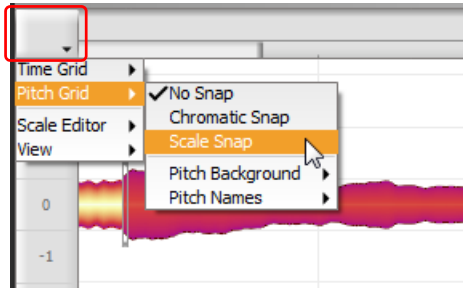 Time Grid
Pitch Grid
✓No Snap
Chromatic Snap
Scale Editor
Scale Snap
View
Pitch Background
Pitch Names
0
-1